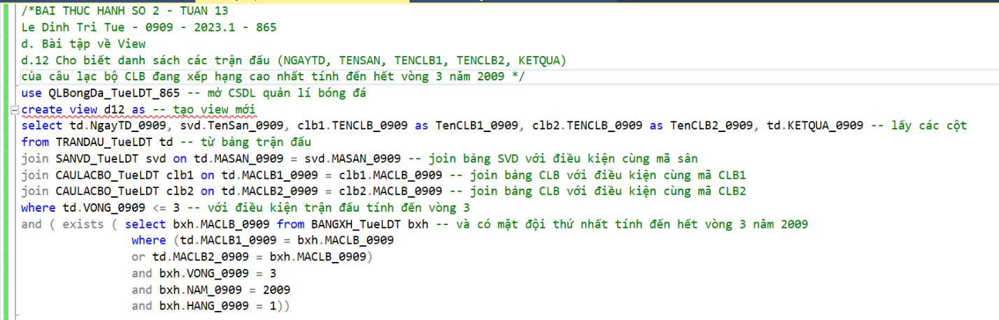 /*BAI THUC HANH SO 2 - TUAN 13
Le Dinh Tri Tue - 0909 - 2023.1 - 865
d. Bài tập về View
d.12 Cho biết danh sách các trận đấu (NGAYTD, TENSAN, TENCLB1, TENCLB2, KETQUA)
của câu lạc bộ CLB đang xếp hạng cao nhất tính đến hết vòng 3 năm 2009 */
use QLBongDa_TueLDT_865 -- mở CSDL quản lí bóng đá
create view d12 as -- tạo view mới
select td.NgayTD_0909, svd.TenSan_0909, clb1.TENCLB_0909 as TenCLB1_0909, clb2.TENCLB_0909 as TenCLB2_0909, td.KETQUA_0909 -- lấy các cột
from TRANDAU_TueLDT td -- từ bảng trận đấu
join SANVD_TueLDT svd on td.MASAN_0909 = svd.MASAN_0909 -- join bảng SVD với điều kiện cùng mã sân
join CAULACBO_TueLDT clb1 on td.MACLB1_0909 = clb1.MACLB_0909 -- join bảng CLB với điều kiện cùng mã CLB1
join CAULACBO_TueLDT clb2 on td.MACLB2_0909 = clb2.MACLB_0909 -- join bảng CLB với điều kiện cùng mã CLB2
where td.VONG_0909 <= 3 -- với điều kiện trận đấu tính đến vòng 3
and ( exists ( select bxh.MACLB_0909 from BANGXH_TueLDT bxh -- và có mặt đội thứ nhất tính đến hết vòng 3 năm 2009
where (td.MACLB1_0909 = bxh.MACLB_0909
or td.MACLB2_0909 = bxh.MACLB_0909)
and bxh.VONG_0909 = 3
and bxh.NAM_0909 = 2009
and bxh.HANG_0909 = 1))